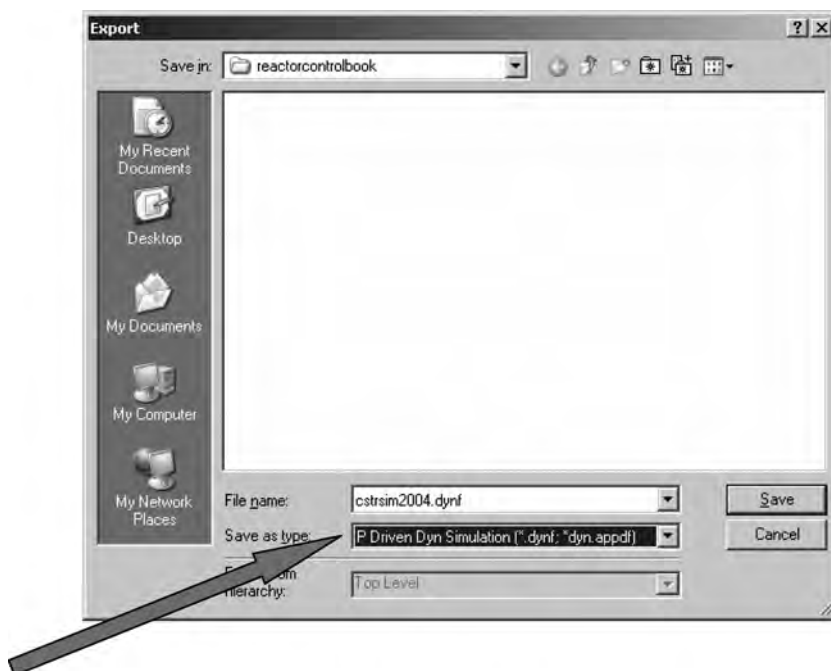 Export
Save in: reactorcontrolbook
My Recent
Documents
Desktop
My Documents
My Computer
My Network
Places
File name: cstrsim2004.dynf
Save as type: P Driven Dyn Simulation (*.dynf; *dyn.appdf)
hierarchy: Top Level
Save
Cancel